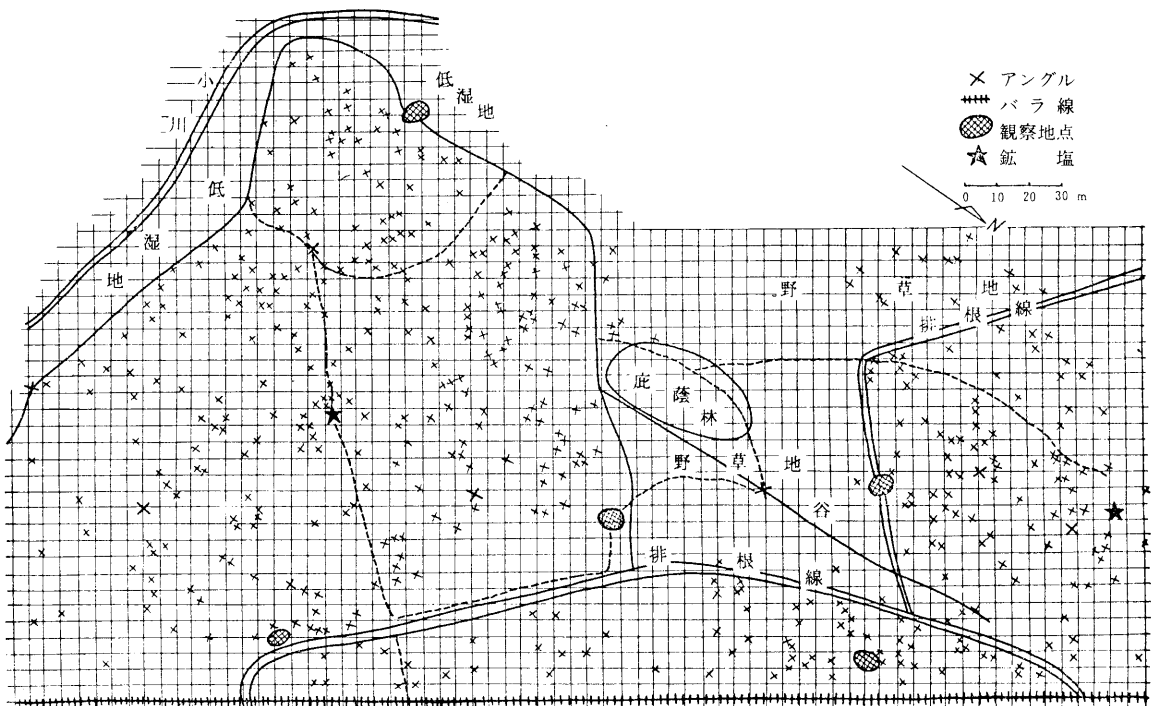 小川
低湿地
低湿地
× アングル
バラ線
観察地点
★ 鉱塩
0 10 20 30 m
N
野草地
排根線
庇蔭林
野草地
谷
排根線